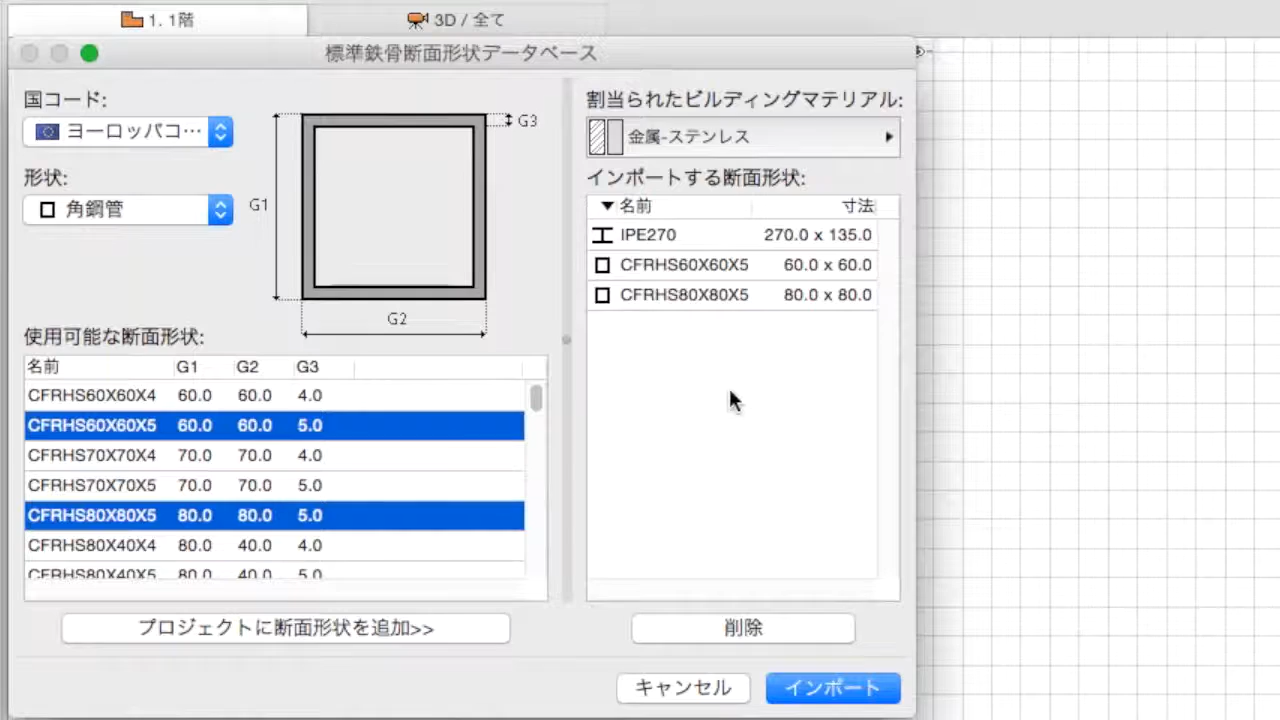 1. 1階
3D / 全て
標準鉄骨断面形状データベース
国コード:
ヨーロッパコ…
形状:
角鋼管
G1
G2
G3
使用可能な断面形状:
名前 G1 G2 G3
CFRHS60X60X4 60.0 60.0 4.0
CFRHS60X60X5 60.0 60.0 5.0
CFRHS70X70X4 70.0 70.0 4.0
CFRHS70X70X5 70.0 70.0 5.0
CFRHS80X80X5 80.0 80.0 5.0
CFRHS80X40X4 80.0 40.0 4.0
CFRHS80X40X5 80.0 40.0 5.0
プロジェクトに断面形状を追加>>
割当られたビルディングマテリアル:
金属-ステンレス
インポートする断面形状:
名前 寸法
IPE270 270.0 x 135.0
CFRHS60X60X5 60.0 x 60.0
CFRHS80X80X5 80.0 x 80.0
削除
キャンセル
インポート